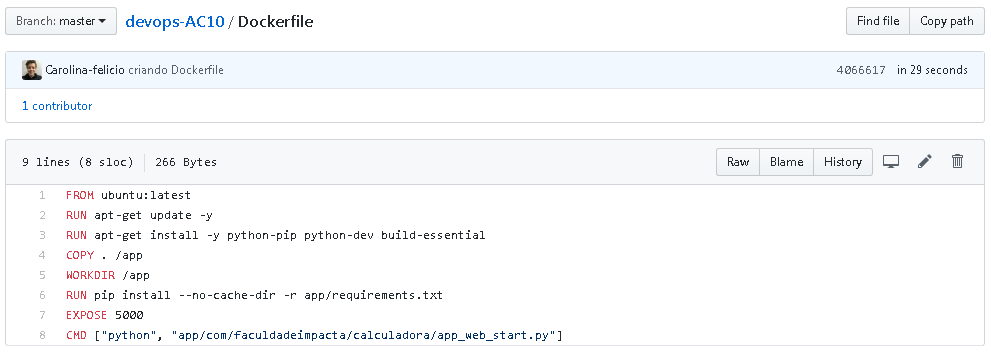 Branch: master devops-AC10 / Dockerfile Find file Copy path
Carolina-felicio criando Dockerfile 4066617 in 29 seconds
1 contributor
9 lines (8 sloc) 266 Bytes Raw Blame History
1 FROM ubuntu:latest
2 RUN apt-get update -y
3 RUN apt-get install -y python-pip python-dev build-essential
4 COPY . /app
5 WORKDIR /app
6 RUN pip install --no-cache-dir -r app/requirements.txt
7 EXPOSE 5000
8 CMD ["python", "app/com/faculdadeimpacta/calculadora/app_web_start.py"]